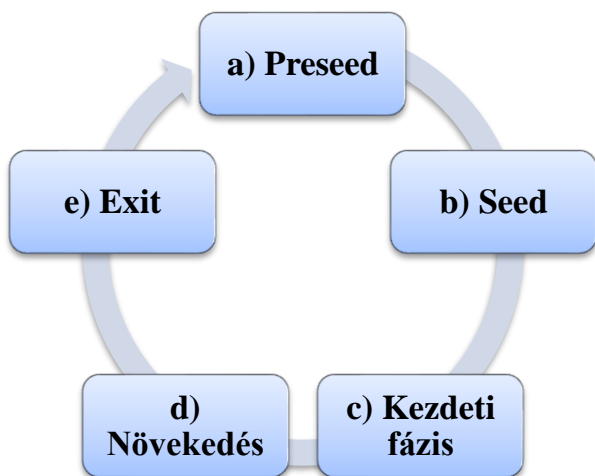 a) Preseed
b) Seed
c) Kezdeti
fázis
d)
Növekedés
e) Exit